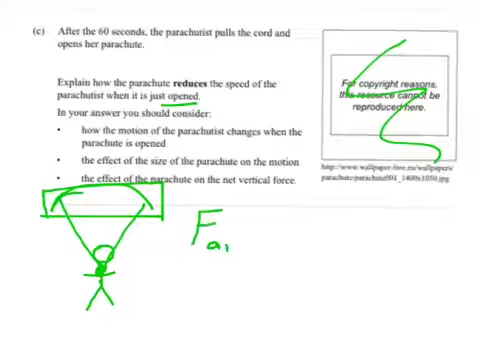 (c) After the 60 seconds, the parachutist pulls the cord and
opens her parachute.
Explain how the parachute reduces the speed of the
parachutist when it is just opened.
In your answer you should consider:
• how the motion of the parachutist changes when the
parachute is opened
• the effect of the size of the parachute on the motion
• the effect of the parachute on the net vertical force.
For copyright reasons,
this resource cannot be
reproduced here.
http://www.wallpaper-live.eu/wallpapers/
parachute/parachute001_1400x1050.jpg
F